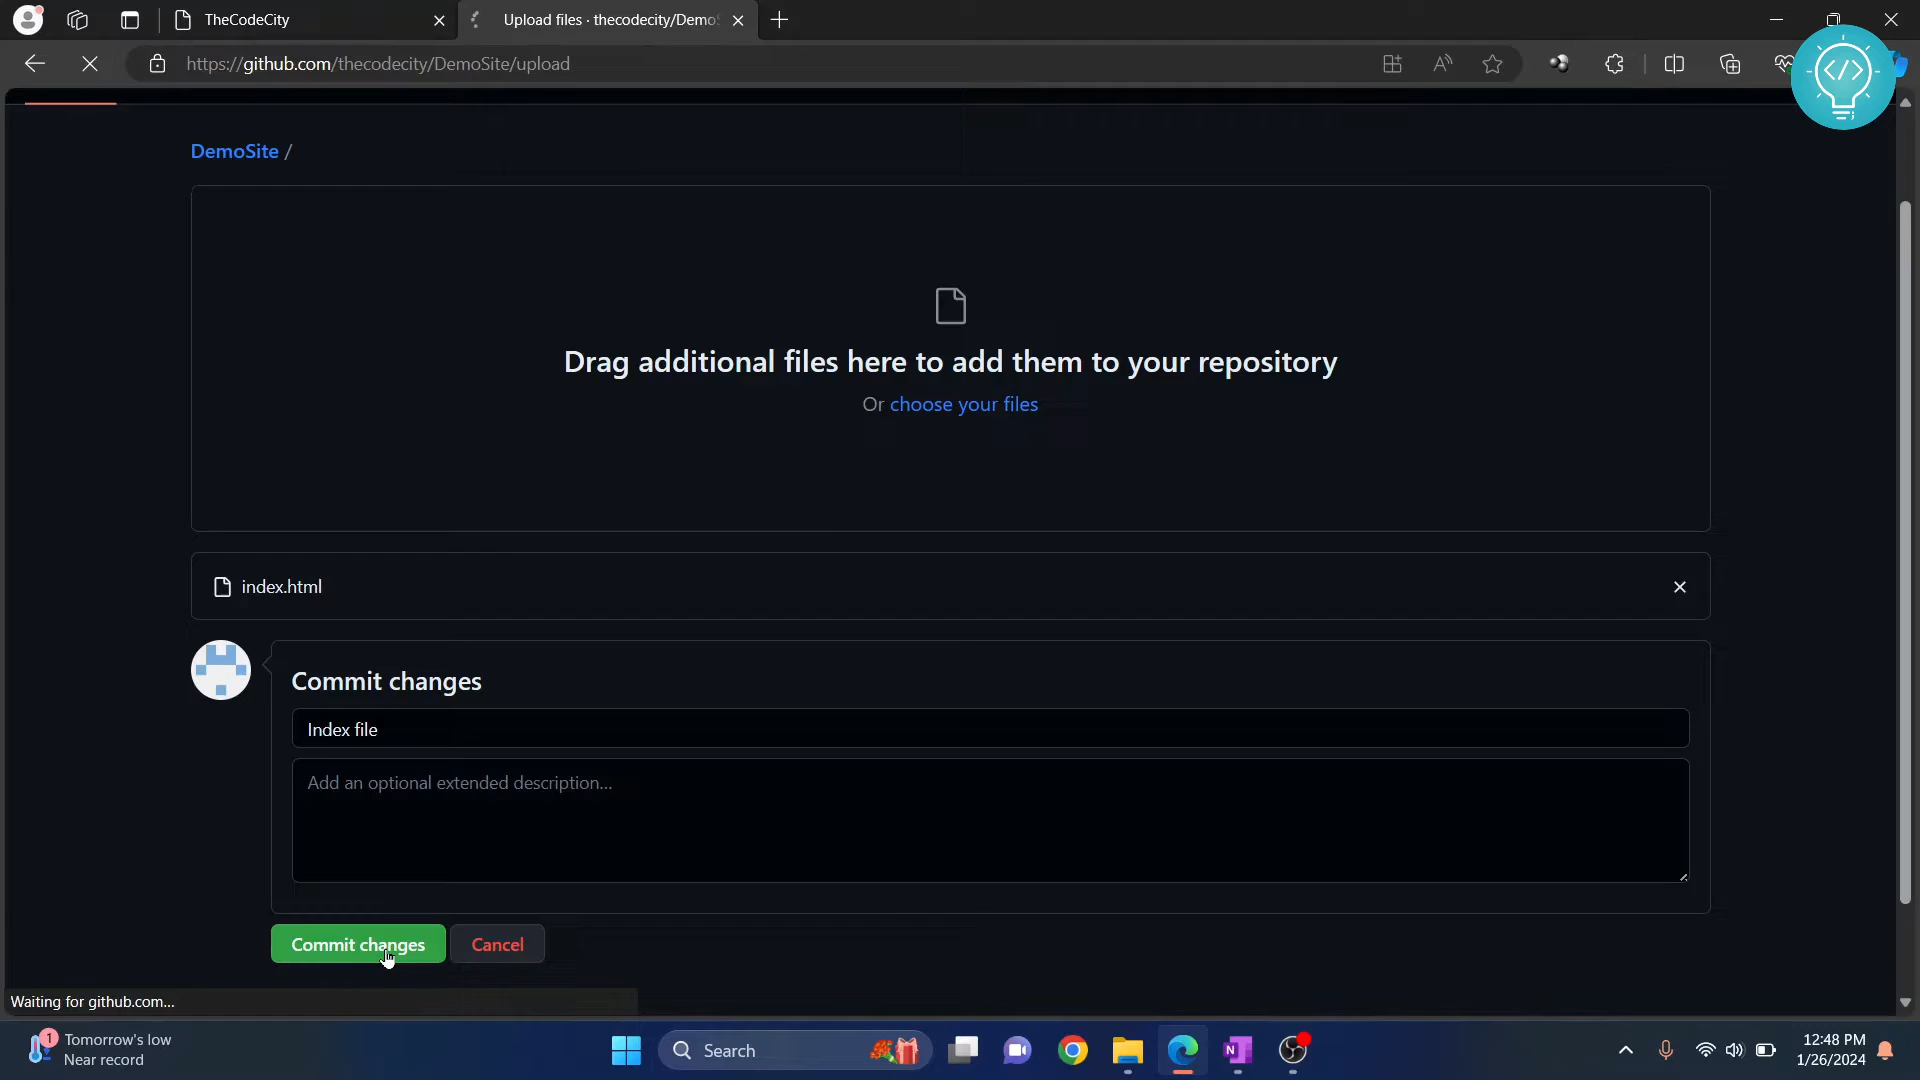 TheCodeCity
Upload files · thecodecity/DemoS
https://github.com/thecodecity/DemoSite/upload
DemoSite /
Drag additional files here to add them to your repository
Or choose your files
index.html
Commit changes
Index file
Add an optional extended description...
Commit changes
Cancel
Waiting for github.com...
1
Tomorrow's low
Near record
Search
N
12:48 PM
1/26/2024